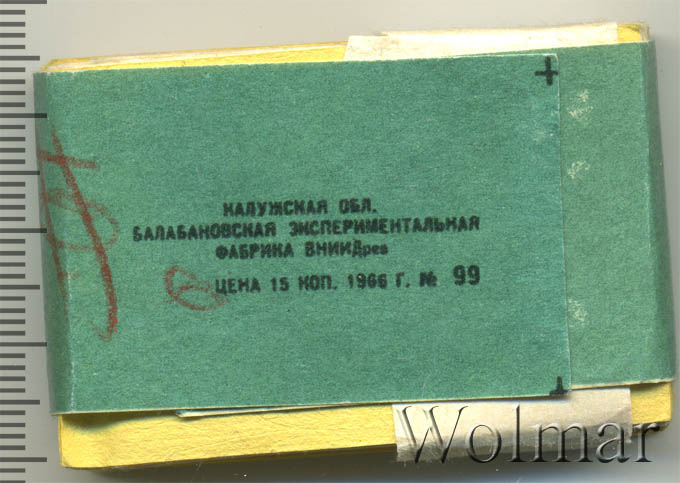 КАЛУЖСКАЯ ОБЛ.
БАЛАБАНОВСКАЯ ЭКСПЕРИМЕНТАЛЬНАЯ
ФАБРИКА ВНИИДрев
ЦЕНА 15 КОП. 1966 Г. № 99
Wolmar